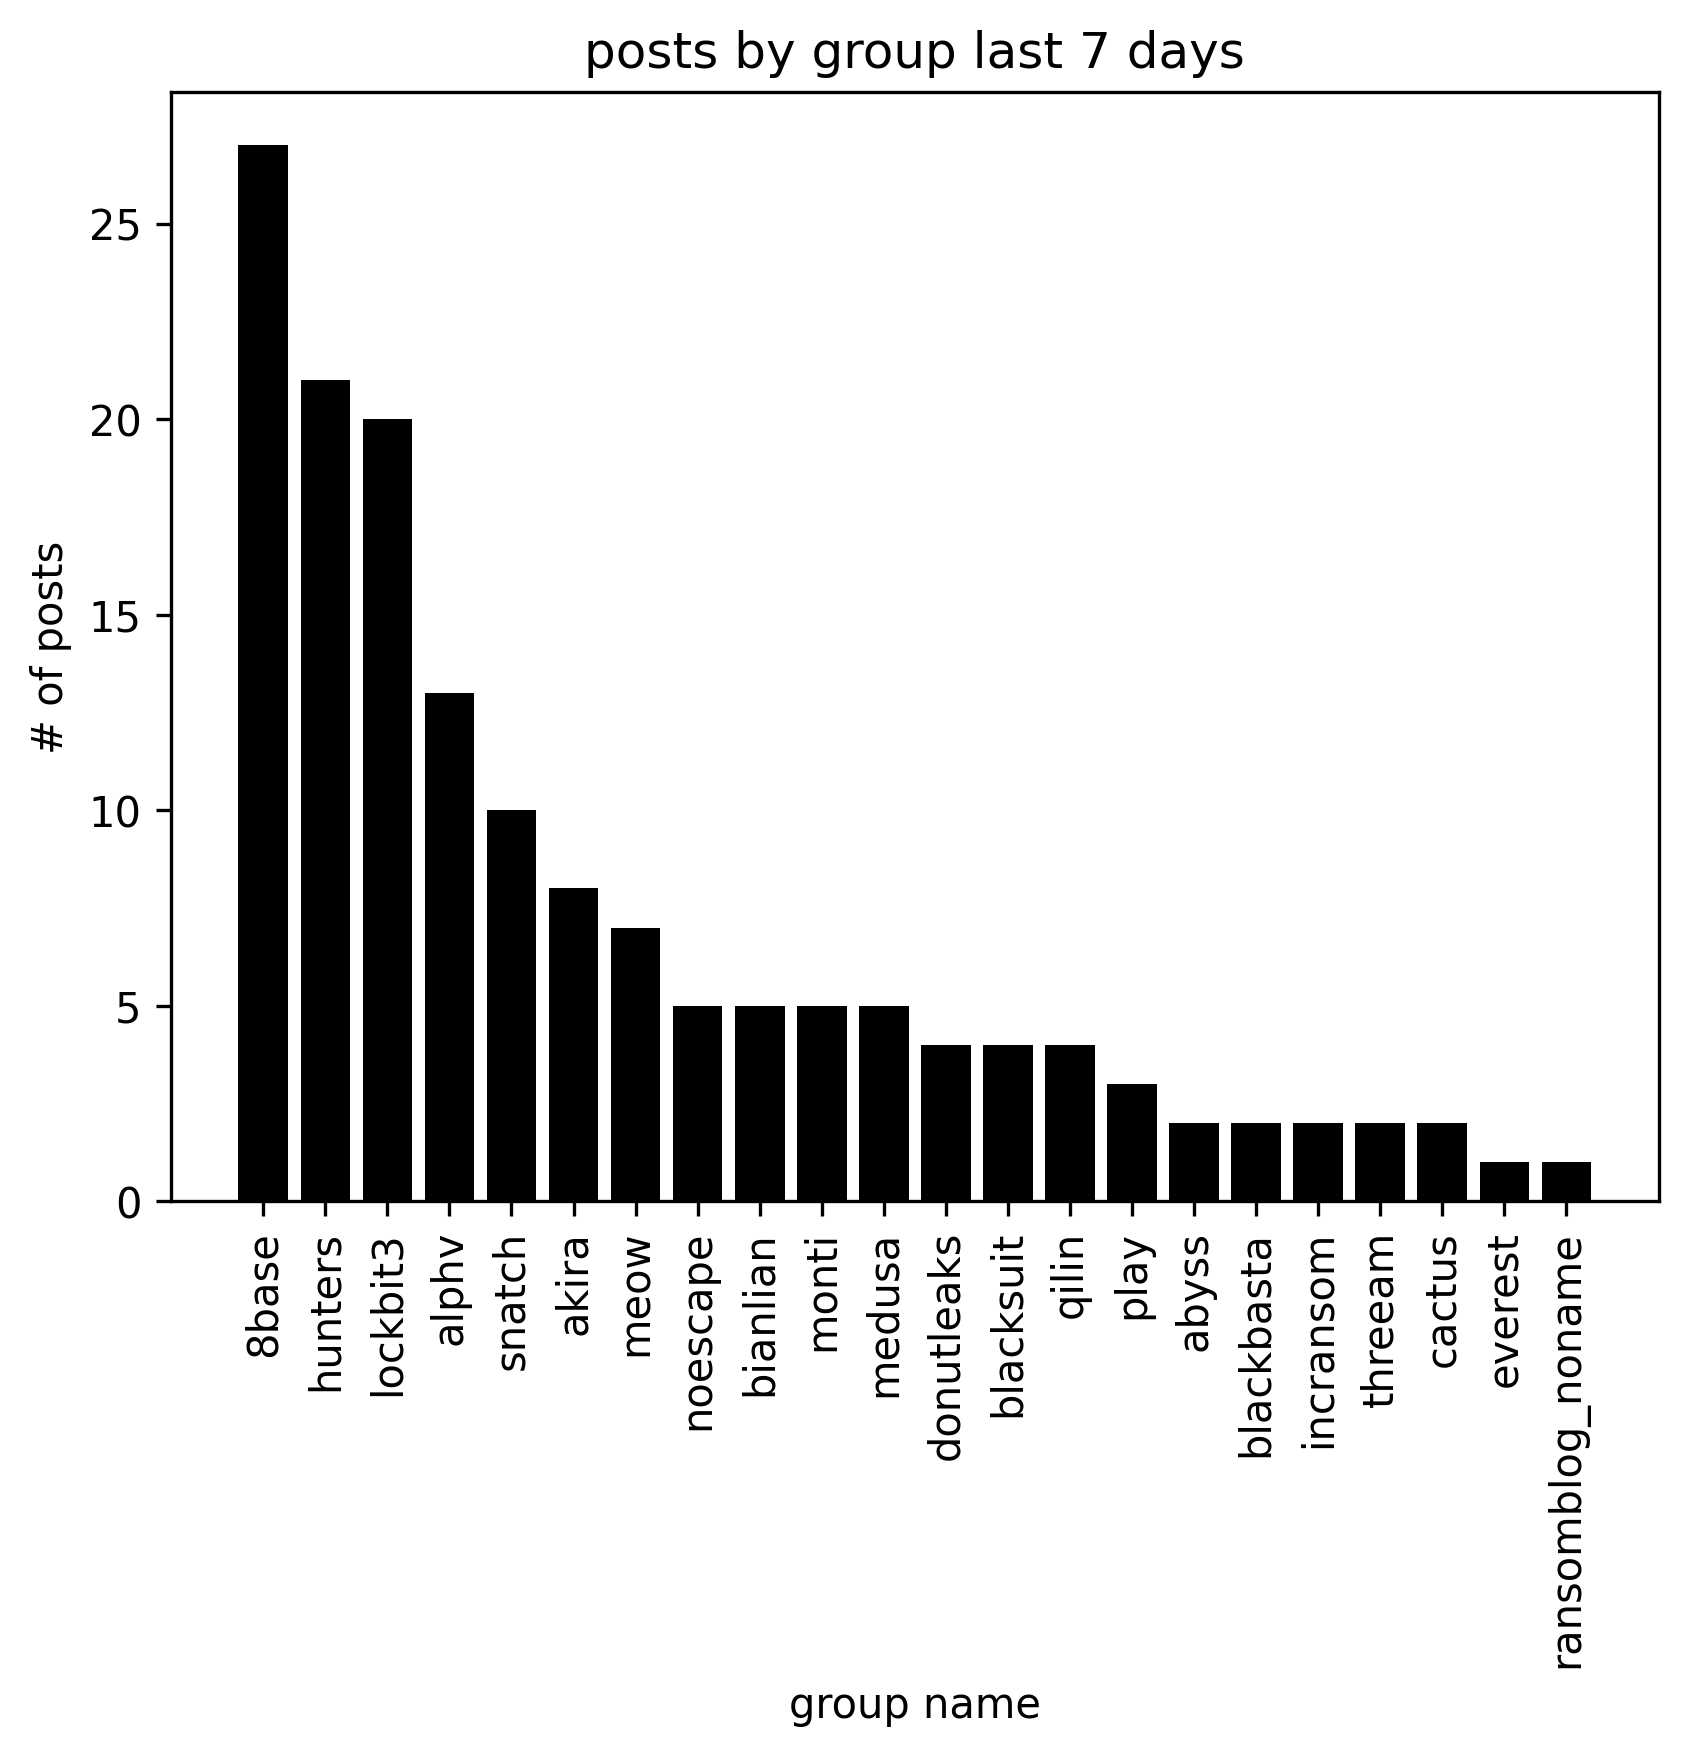 posts by group last 7 days
# of posts
25
20
15
10
5
0
8base
hunters
lockbit3
alphv
snatch
akira
meow
noescape
bianlian
monti
medusa
donutleaks
blacksuit
qilin
play
abyss
blackbasta
incransom
threeam
cactus
everest
ransomblog_noname
group name